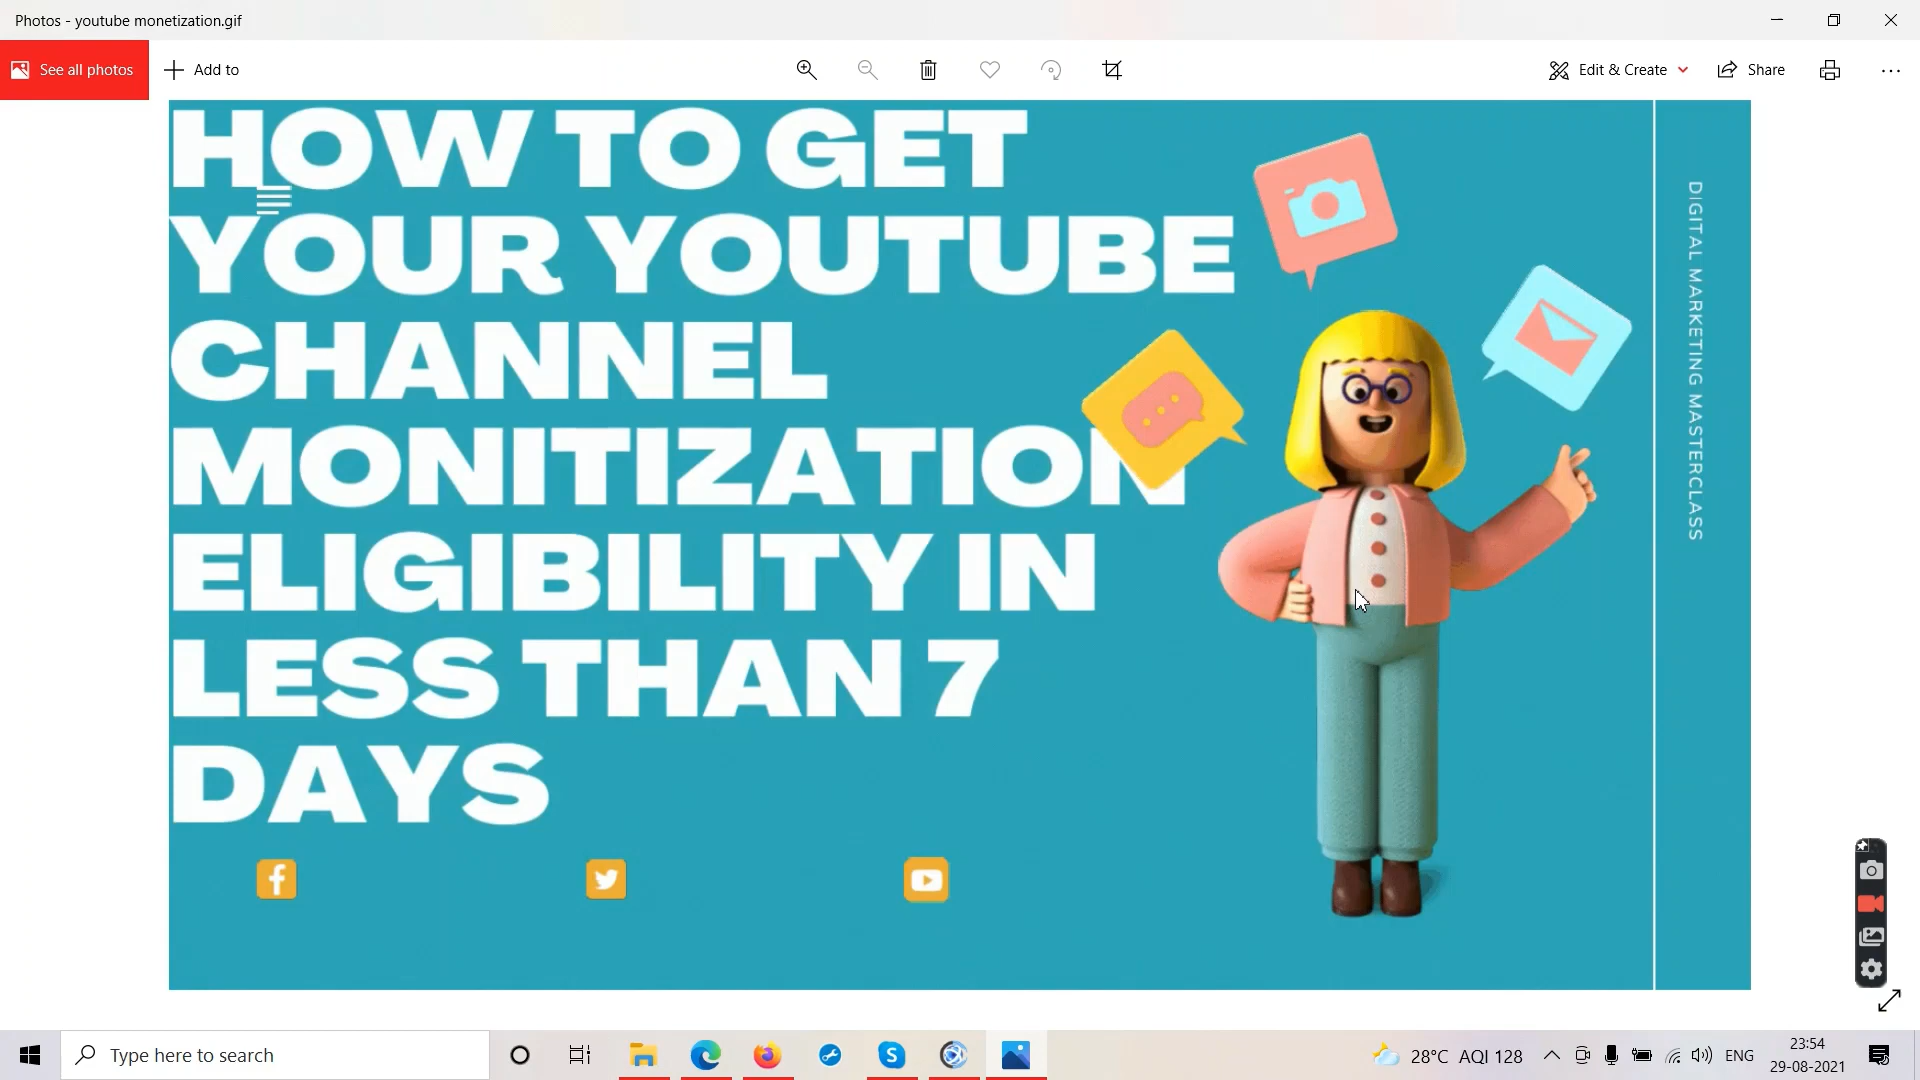 Photos - youtube monetization.gif
See all photos
Add to
Edit & Create
Share
HOW TO GET
YOUR YOUTUBE
CHANNEL
MONITIZATION
ELIGIBILITY IN
LESS THAN 7
DAYS
DIGITAL MARKETING MASTERCLASS
Type here to search
28°C AQI 128
ENG
23:54
29-08-2021